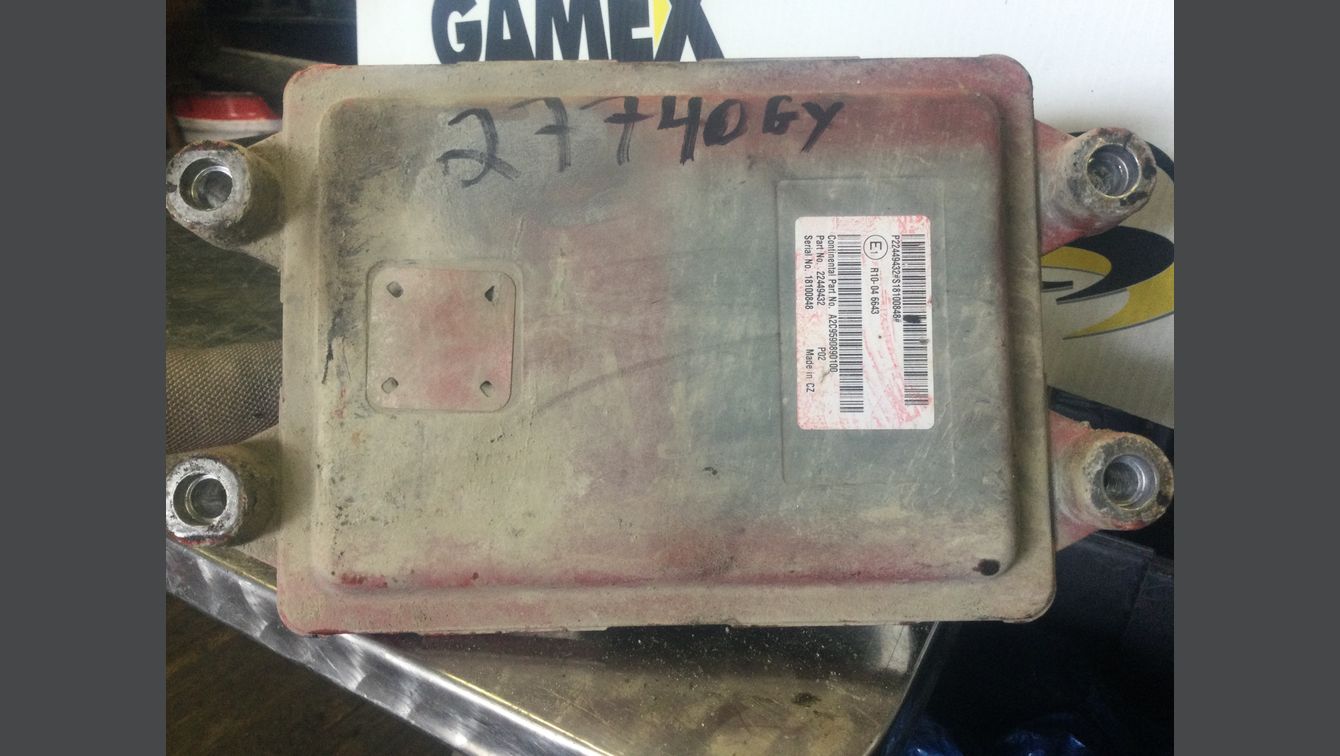 GAMEX
27740GY
P22449432#S18100848#
E1 R10-04 6643
Continental Part No. A2C9590890100
Part No. 22449432 P02
Serial No. 18100848 Made in CZ